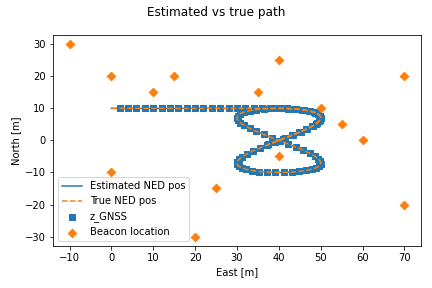 Estimated vs true path
North [m]
30
20
10
0
−10
−20
−30
Estimated NED pos
True NED pos
z_GNSS
Beacon location
−10 0 10 20 30 40 50 60 70
East [m]